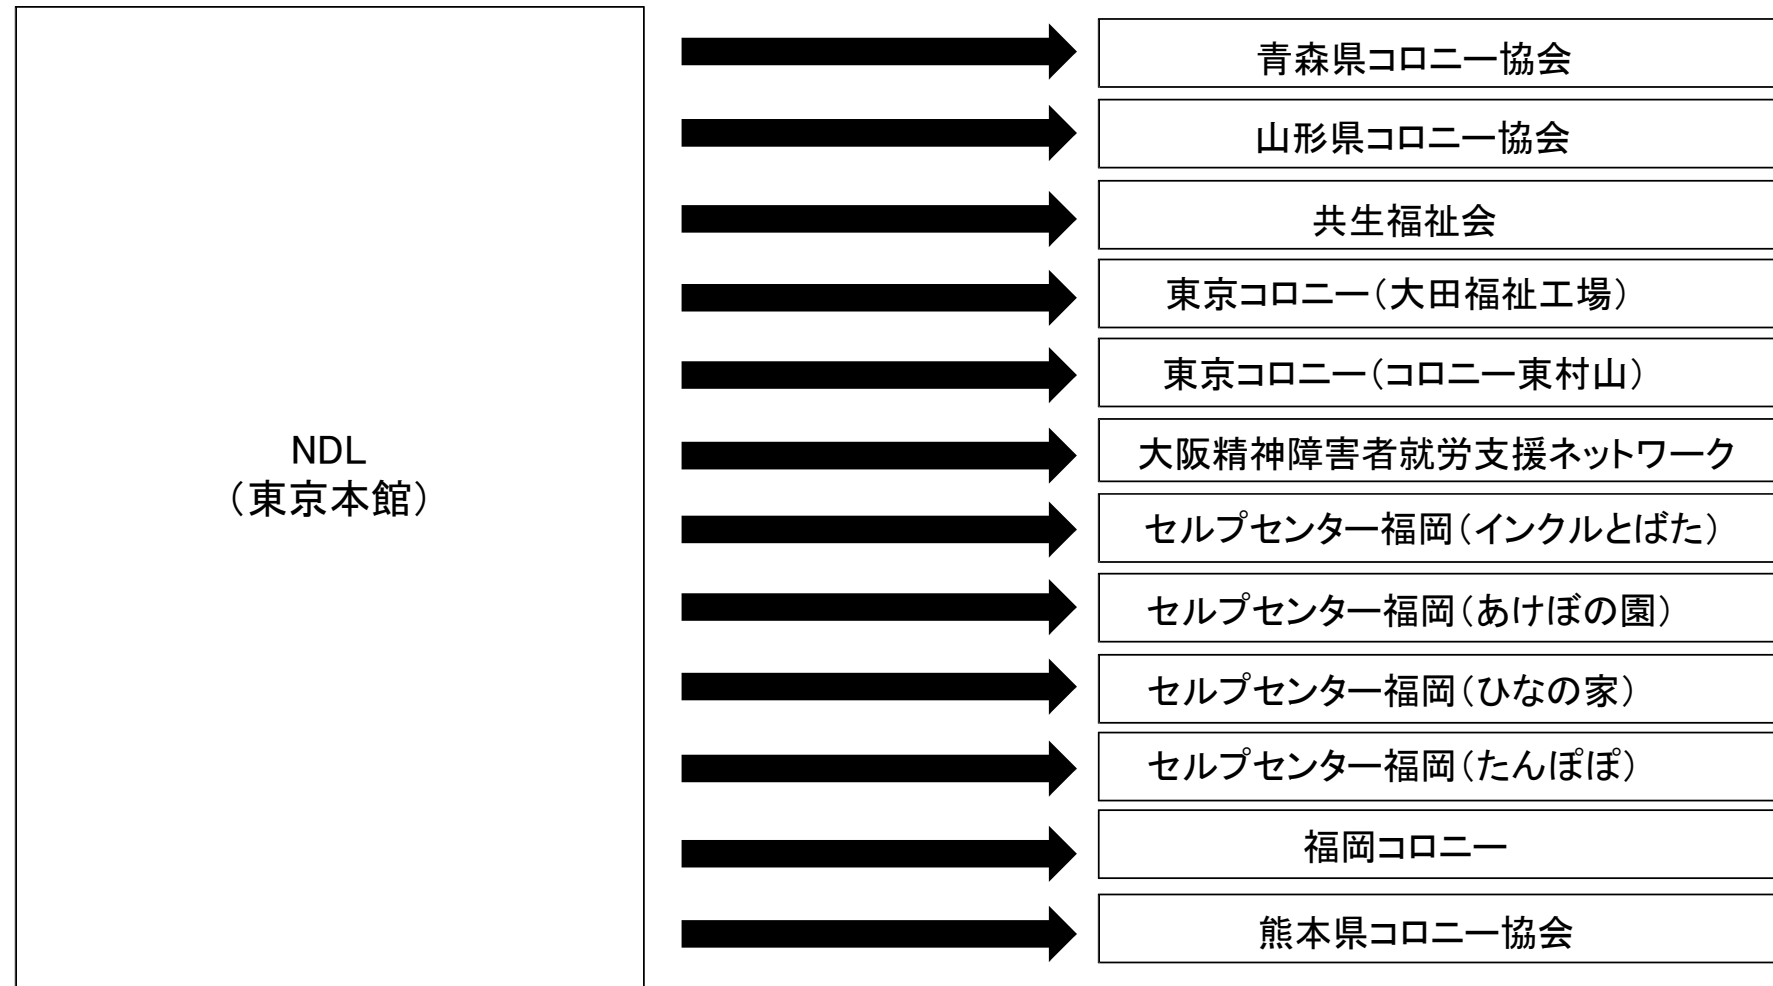 NDL
（東京本館）
青森県コロニー協会
山形県コロニー協会
共生福祉会
東京コロニー（大田福祉工場）
東京コロニー（コロニー東村山）
大阪精神障害者就労支援ネットワーク
セルプセンター福岡（インクルとばた）
セルプセンター福岡（あけぼの園）
セルプセンター福岡（ひなの家）
セルプセンター福岡（たんぽぽ）
福岡コロニー
熊本県コロニー協会